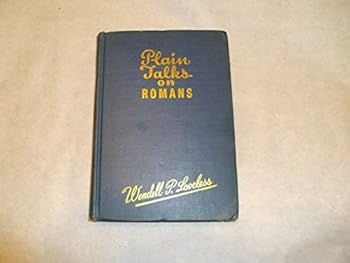 Plain
Talks
on
ROMANS
Wendell P. Loveless